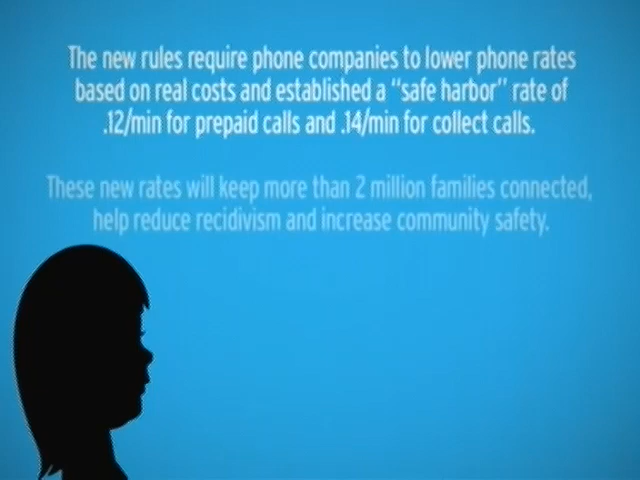 The new rules require phone companies to lower phone rates
based on real costs and established a “safe harbor” rate of
.12/min for prepaid calls and .14/min for collect calls.
These new rates will keep more than 2 million families connected,
help reduce recidivism and increase community safety.